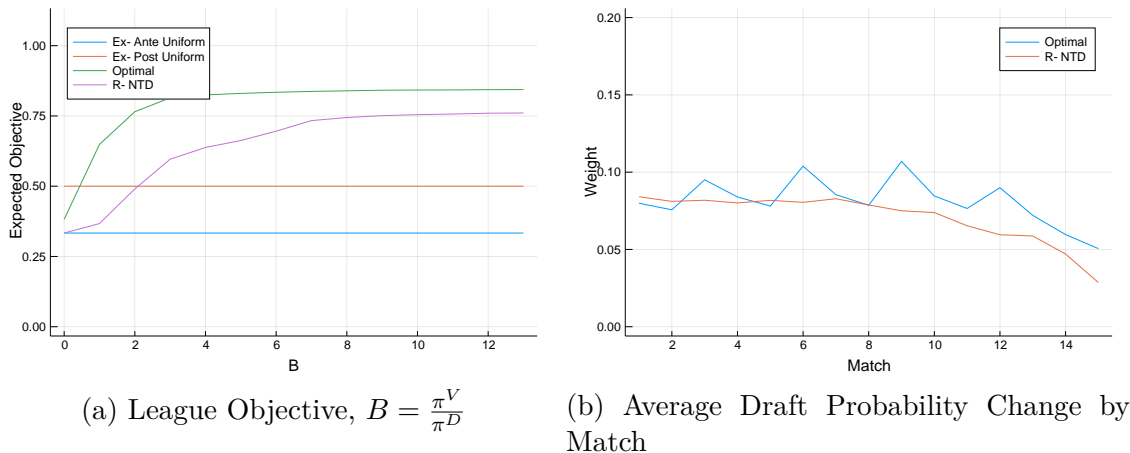 Expected Objective
1.00
0.75
0.50
0.25
0.00
Ex- Ante Uniform
Ex- Post Uniform
Optimal
R- NTD
0 2 4 6 8 10 12
B
(a) League Objective, B = π^V / π^D
Weight
0.20
0.15
0.10
0.05
0.00
Optimal
R- NTD
2 4 6 8 10 12 14
Match
(b) Average Draft Probability Change by
Match